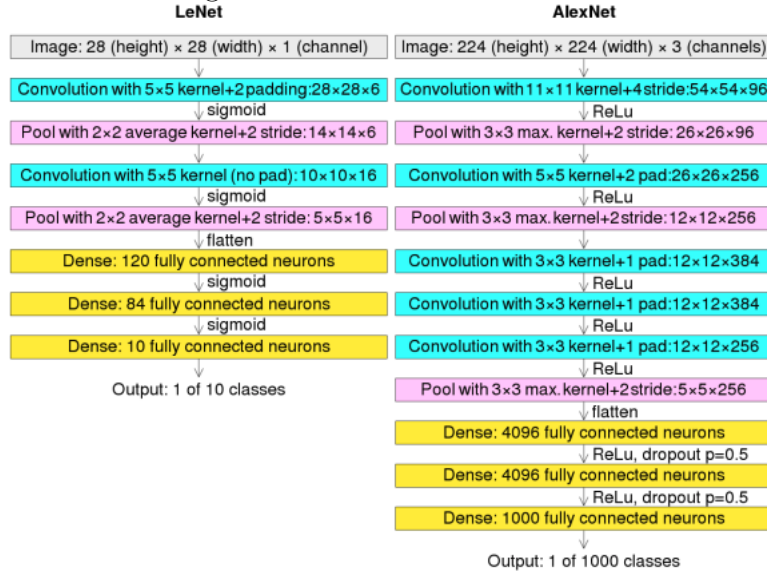 LeNet
Image: 28 (height) × 28 (width) × 1 (channel)
Convolution with 5×5 kernel+2padding:28×28×6
sigmoid
Pool with 2×2 average kernel+2 stride:14×14×6
Convolution with 5×5 kernel (no pad):10×10×16
sigmoid
Pool with 2×2 average kernel+2 stride: 5×5×16
flatten
Dense: 120 fully connected neurons
sigmoid
Dense: 84 fully connected neurons
sigmoid
Dense: 10 fully connected neurons
Output: 1 of 10 classes
AlexNet
Image: 224 (height) × 224 (width) × 3 (channels)
Convolution with 11×11 kernel+4 stride:54×54×96
ReLu
Pool with 3×3 max. kernel+2 stride: 26×26×96
Convolution with 5×5 kernel+2 pad:26×26×256
ReLu
Pool with 3×3 max.kernel+2stride:12×12×256
Convolution with 3×3 kernel+1 pad:12×12×384
ReLu
Convolution with 3×3 kernel+1 pad:12×12×384
ReLu
Convolution with 3×3 kernel+1 pad:12×12×256
ReLu
Pool with 3×3 max.kernel+2stride:5×5×256
flatten
Dense: 4096 fully connected neurons
ReLu, dropout p=0.5
Dense: 4096 fully connected neurons
ReLu, dropout p=0.5
Dense: 1000 fully connected neurons
Output: 1 of 1000 classes